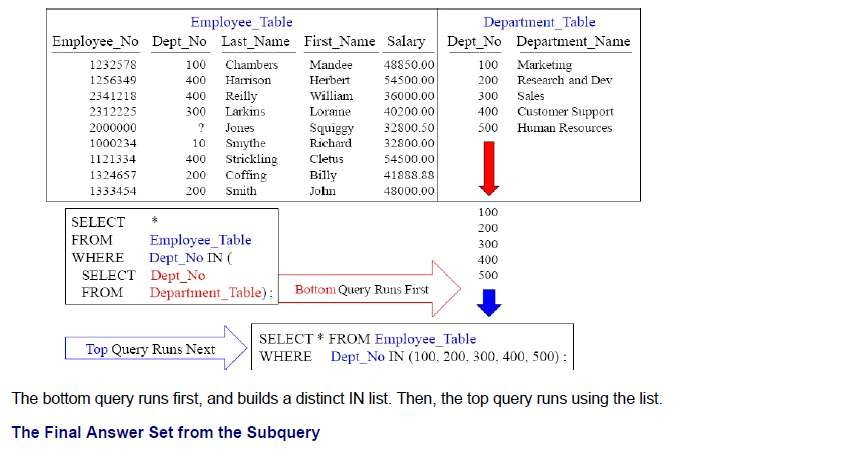 Employee_Table Department_Table
Employee_No Dept_No Last_Name First_Name Salary Dept_No Department_Name
1232578 100 Chambers Mandee 48850.00 100 Marketing
1256349 400 Harrison Herbert 54500.00 200 Research and Dev
2341218 400 Reilly William 36000.00 300 Sales
2312225 300 Larkins Loraine 40200.00 400 Customer Support
2000000 ? Jones Squiggy 32800.50 500 Human Resources
1000234 10 Smythe Richard 32800.00
1121334 400 Strickling Cletus 54500.00
1324657 200 Coffing Billy 41888.88
1333454 200 Smith John 48000.00
100
200
300
400
500
SELECT *
FROM Employee_Table
WHERE Dept_No IN (
SELECT Dept_No
FROM Department_Table) ;
Bottom Query Runs First
Top Query Runs Next
SELECT * FROM Employee_Table
WHERE Dept_No IN (100, 200, 300, 400, 500) ;
The bottom query runs first, and builds a distinct IN list. Then, the top query runs using the list.
The Final Answer Set from the Subquery